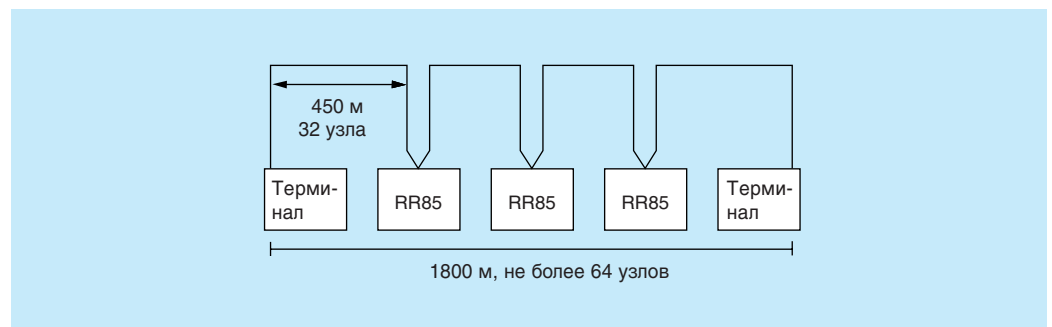 450 м
32 узла
Терми-
нал
RR85
RR85
RR85
Терми-
нал
1800 м, не более 64 узлов